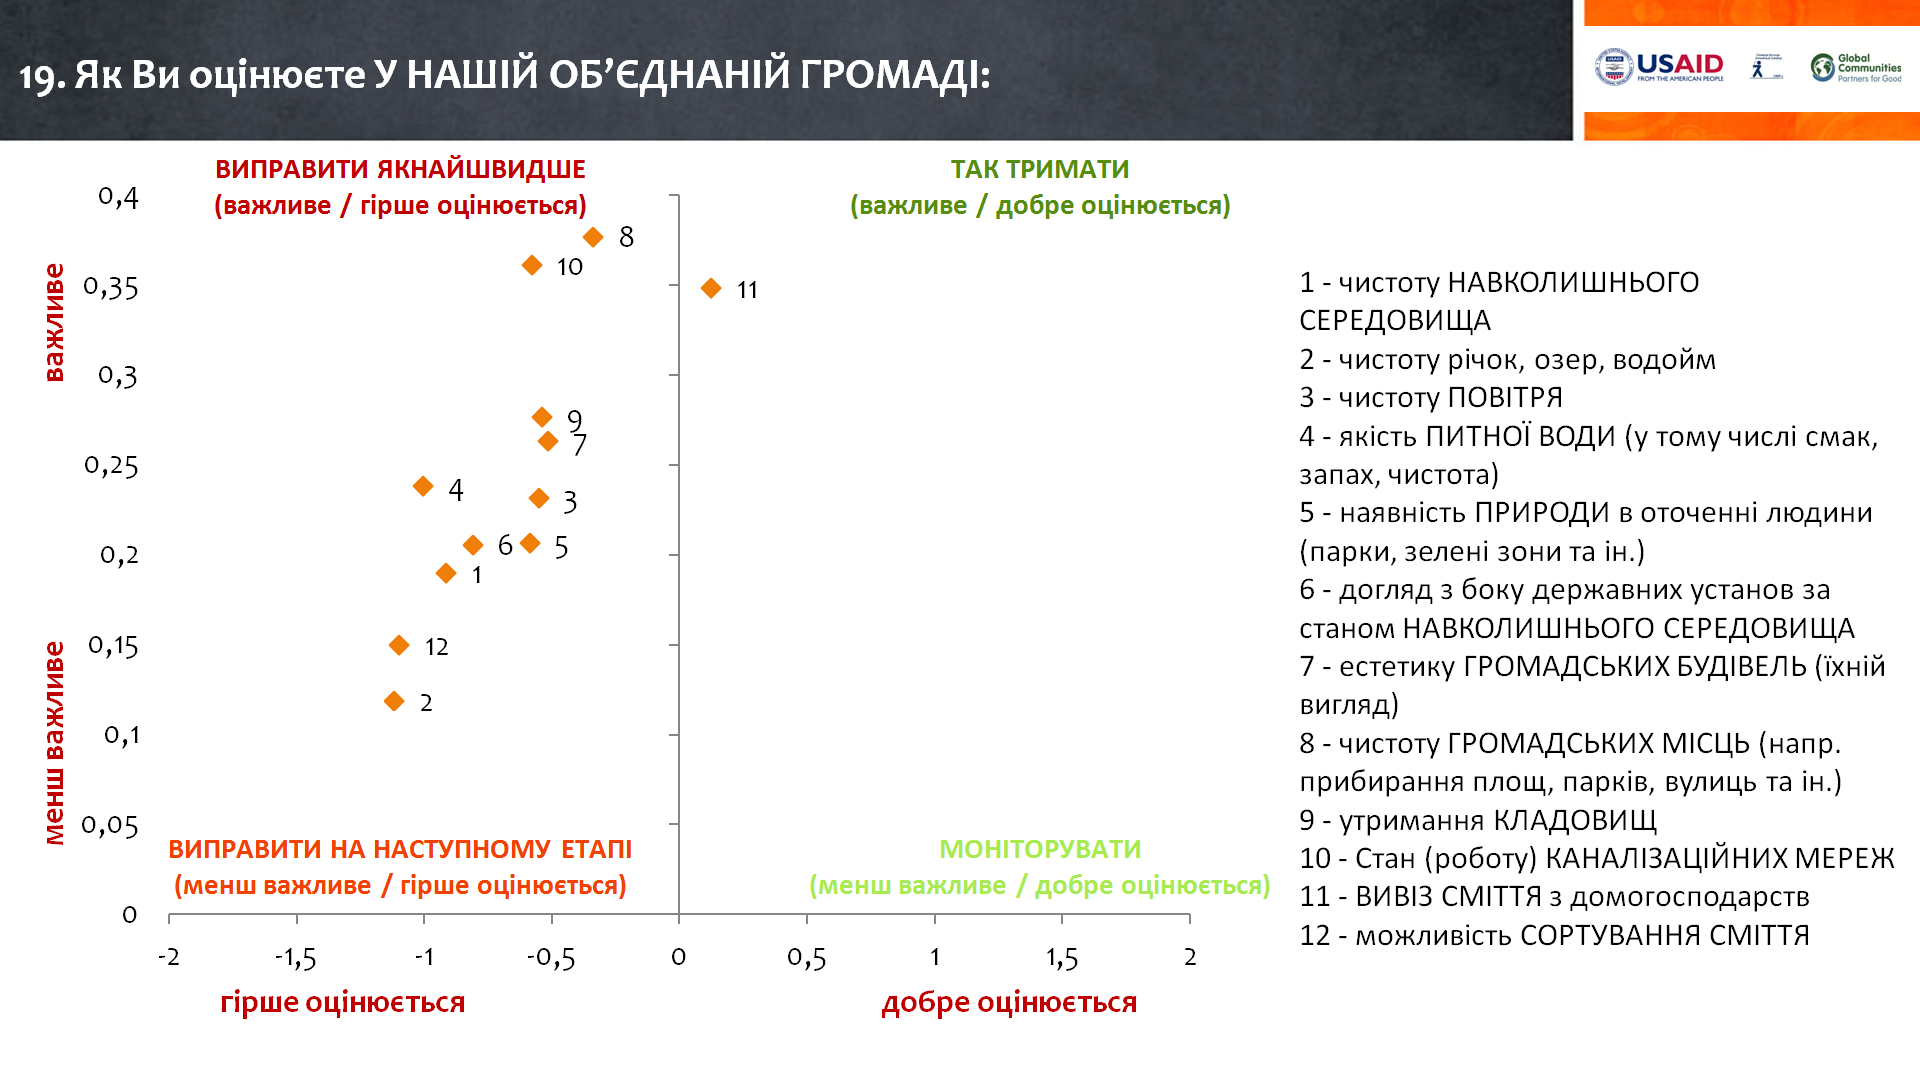 19. Як Ви оцінюєте У НАШІЙ ОБ’ЄДНАНІЙ ГРОМАДІ:
USAID
FROM THE AMERICAN PEOPLE
Global
Communities
Partners for Good
ВИПРАВИТИ ЯКНАЙШВИДШЕ
(важливе / гірше оцінюється)
ТАК ТРИМАТИ
(важливе / добре оцінюється)
важливе
менш важливе
0,4
0,35
0,3
0,25
0,2
0,15
0,1
0,05
0
8
10
11
9
7
4
3
6
5
1
12
2
ВИПРАВИТИ НА НАСТУПНОМУ ЕТАПІ
(менш важливе / гірше оцінюється)
МОНІТОРУВАТИ
(менш важливе / добре оцінюється)
-2
-1,5
-1
-0,5
0
0,5
1
1,5
2
гірше оцінюється
добре оцінюється
1 - чистоту НАВКОЛИШНЬОГО
СЕРЕДОВИЩА
2 - чистоту річок, озер, водойм
3 - чистоту ПОВІТРЯ
4 - якість ПИТНОЇ ВОДИ (у тому числі смак,
запах, чистота)
5 - наявність ПРИРОДИ в оточенні людини
(парки, зелені зони та ін.)
6 - догляд з боку державних установ за
станом НАВКОЛИШНЬОГО СЕРЕДОВИЩА
7 - естетику ГРОМАДСЬКИХ БУДІВЕЛЬ (їхній
вигляд)
8 - чистоту ГРОМАДСЬКИХ МІСЦЬ (напр.
прибирання площ, парків, вулиць та ін.)
9 - утримання КЛАДОВИЩ
10 - Стан (роботу) КАНАЛІЗАЦІЙНИХ МЕРЕЖ
11 - ВИВІЗ СМІТТЯ з домогосподарств
12 - можливість СОРТУВАННЯ СМІТТЯ